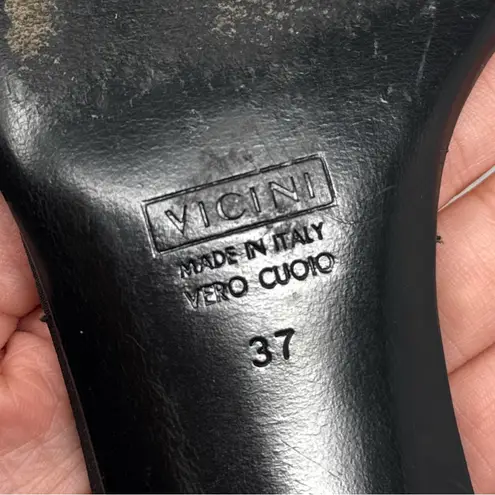 VICINI
MADE IN ITALY
VERO CUOIO
37